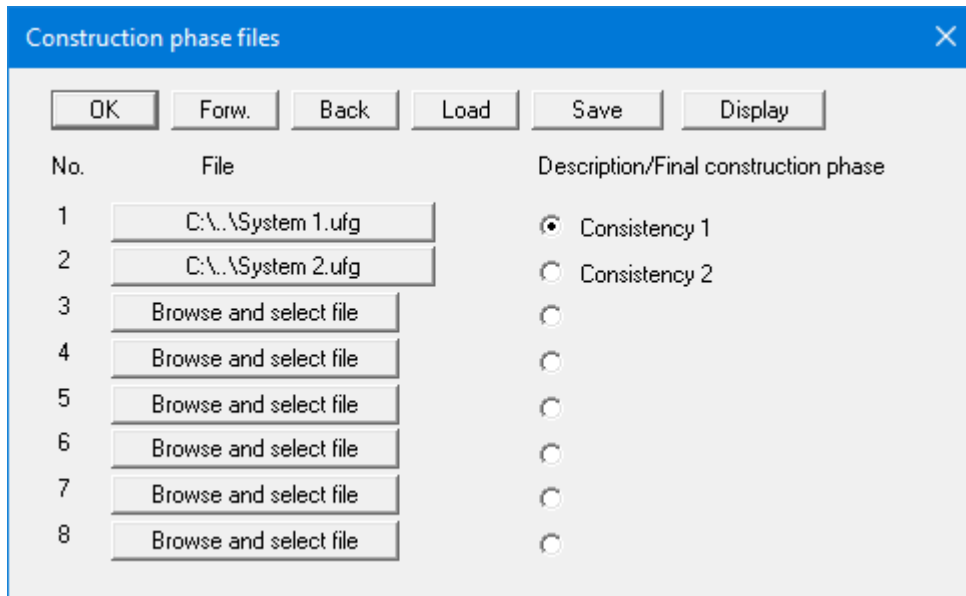 Construction phase files
OK Forw. Back Load Save Display
No. File Description/Final construction phase
1 C:\..\System 1.ufg Consistency 1
2 C:\..\System 2.ufg Consistency 2
3 Browse and select file
4 Browse and select file
5 Browse and select file
6 Browse and select file
7 Browse and select file
8 Browse and select file